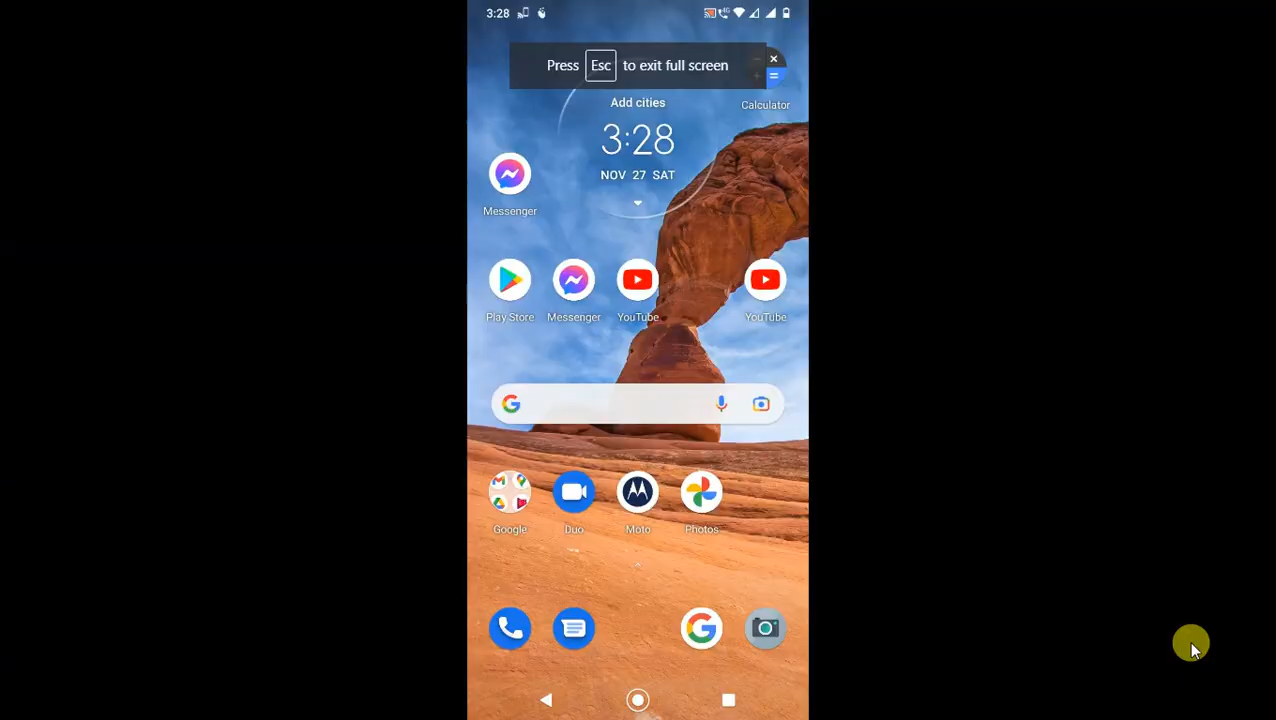 3:28
Press Esc to exit full screen
Add cities
Calculator
3:28
NOV 27 SAT
Messenger
Play Store
Messenger
YouTube
YouTube
Google
Duo
Moto
Photos